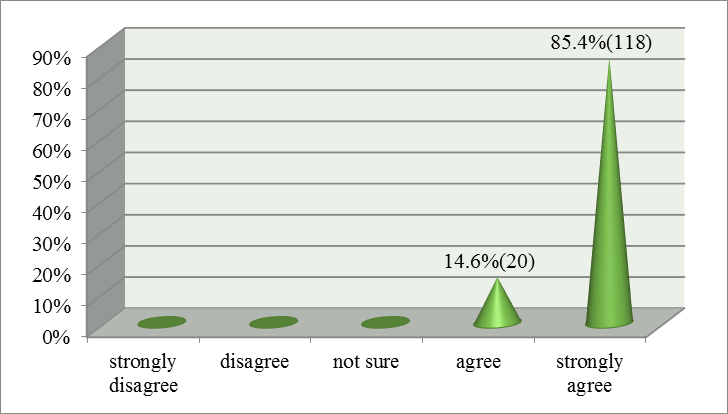 85.4%(118)
90%
80%
70%
60%
50%
40%
30%
20%
10%
0%
14.6%(20)
strongly disagree
disagree
not sure
agree
strongly agree